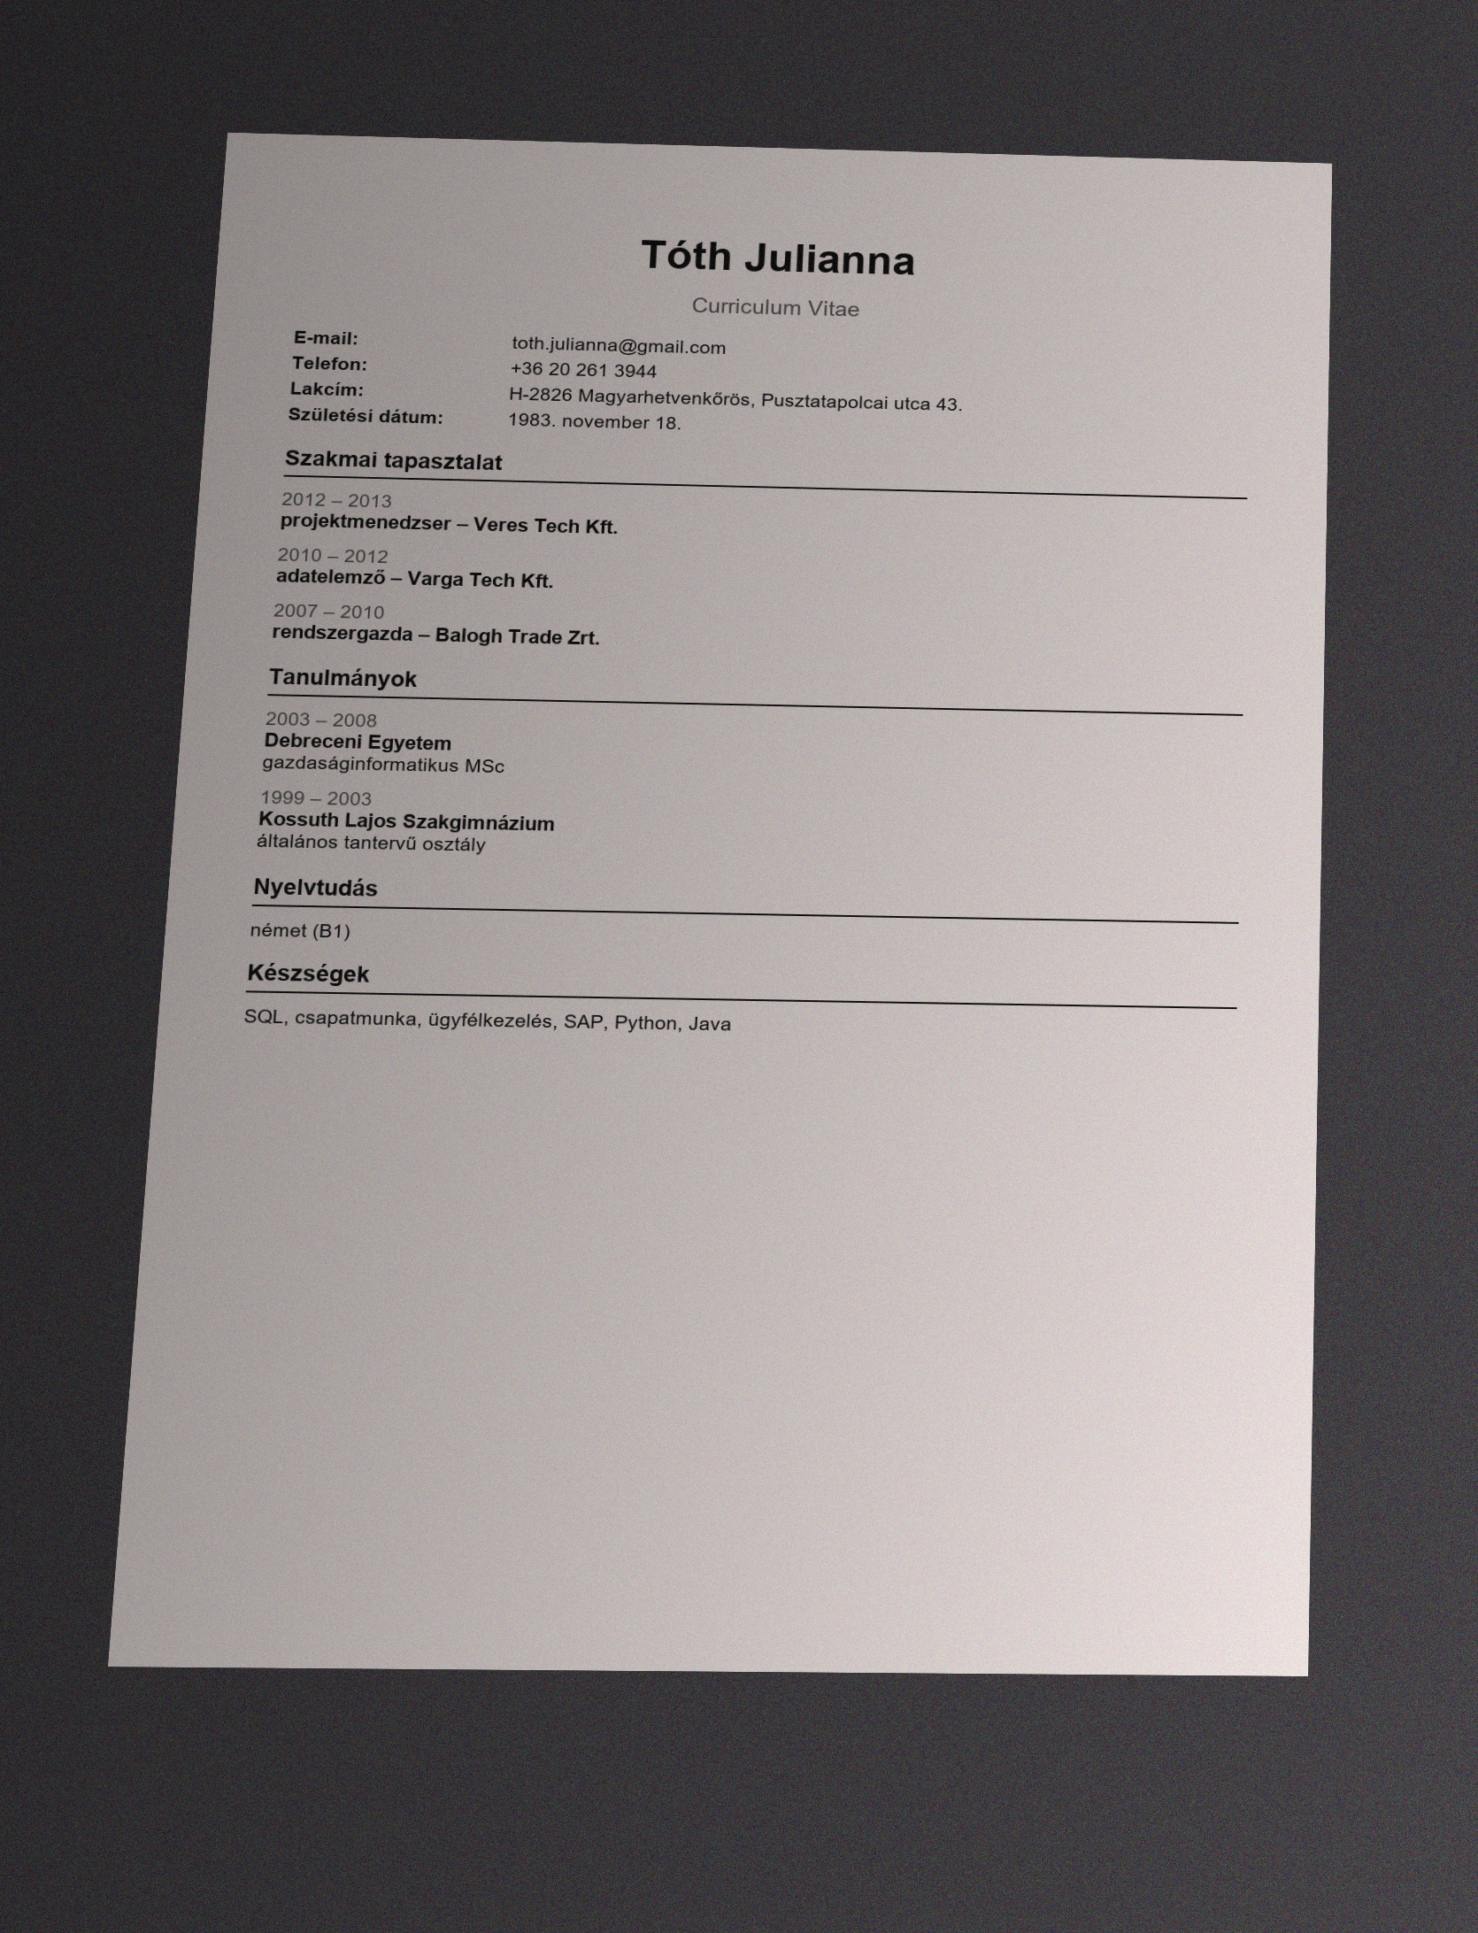 Tóth Julianna
Curriculum Vitae
E-mail: toth.julianna@gmail.com
Telefon: +36 20 261 3944
Lakcím: H-2826 Magyarhetvenkőrös, Pusztatapolcai utca 43.
Születési dátum: 1983. november 18.
Szakmai tapasztalat
2012 – 2013
projektmenedzser – Veres Tech Kft.
2010 – 2012
adatelemző – Varga Tech Kft.
2007 – 2010
rendszergazda – Balogh Trade Zrt.
Tanulmányok
2003 – 2008
Debreceni Egyetem
gazdaságinformatikus MSc
1999 – 2003
Kossuth Lajos Szakgimnázium
általános tantervű osztály
Nyelvtudás
német (B1)
Készségek
SQL, csapatmunka, ügyfélkezelés, SAP, Python, Java